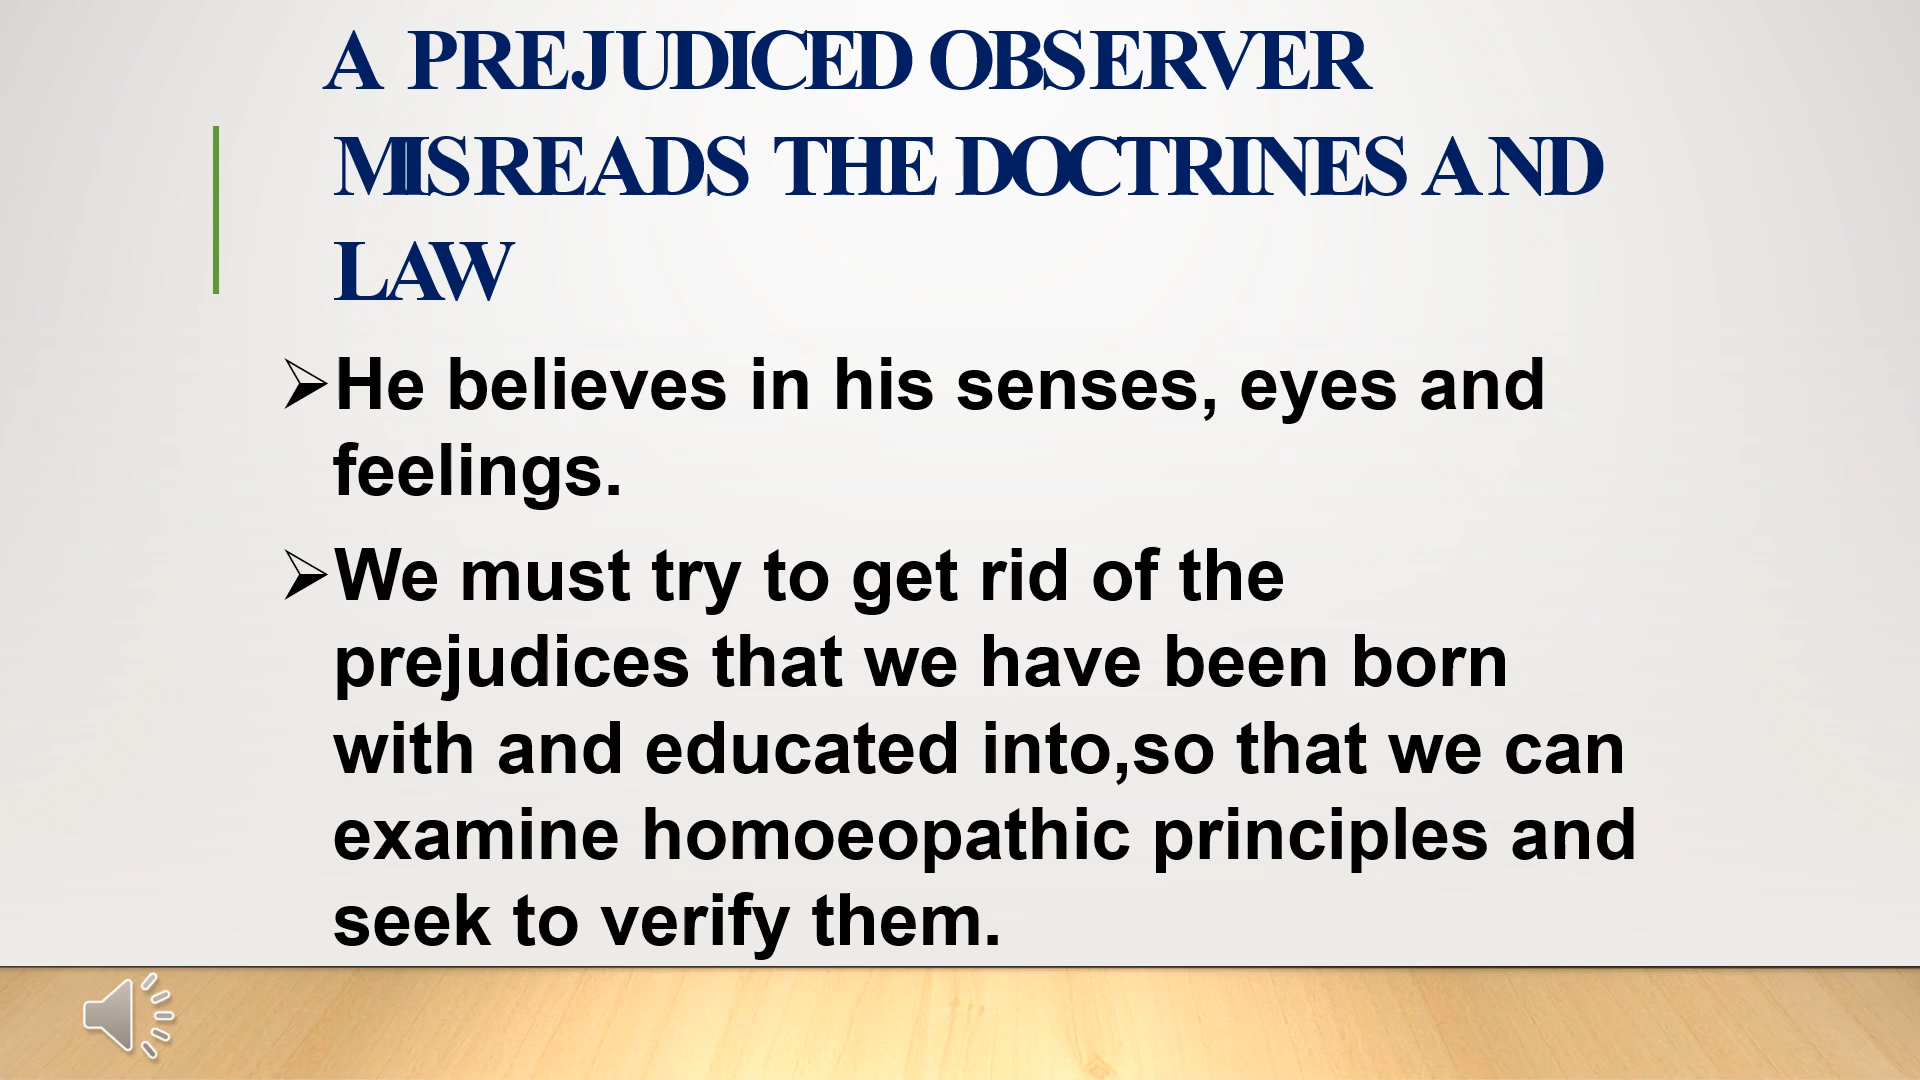 A PREJUDICED OBSERVER
MISREADS THE DOCTRINES AND
LAW
➢He believes in his senses, eyes and
feelings.
➢We must try to get rid of the
prejudices that we have been born
with and educated into,so that we can
examine homoeopathic principles and
seek to verify them.